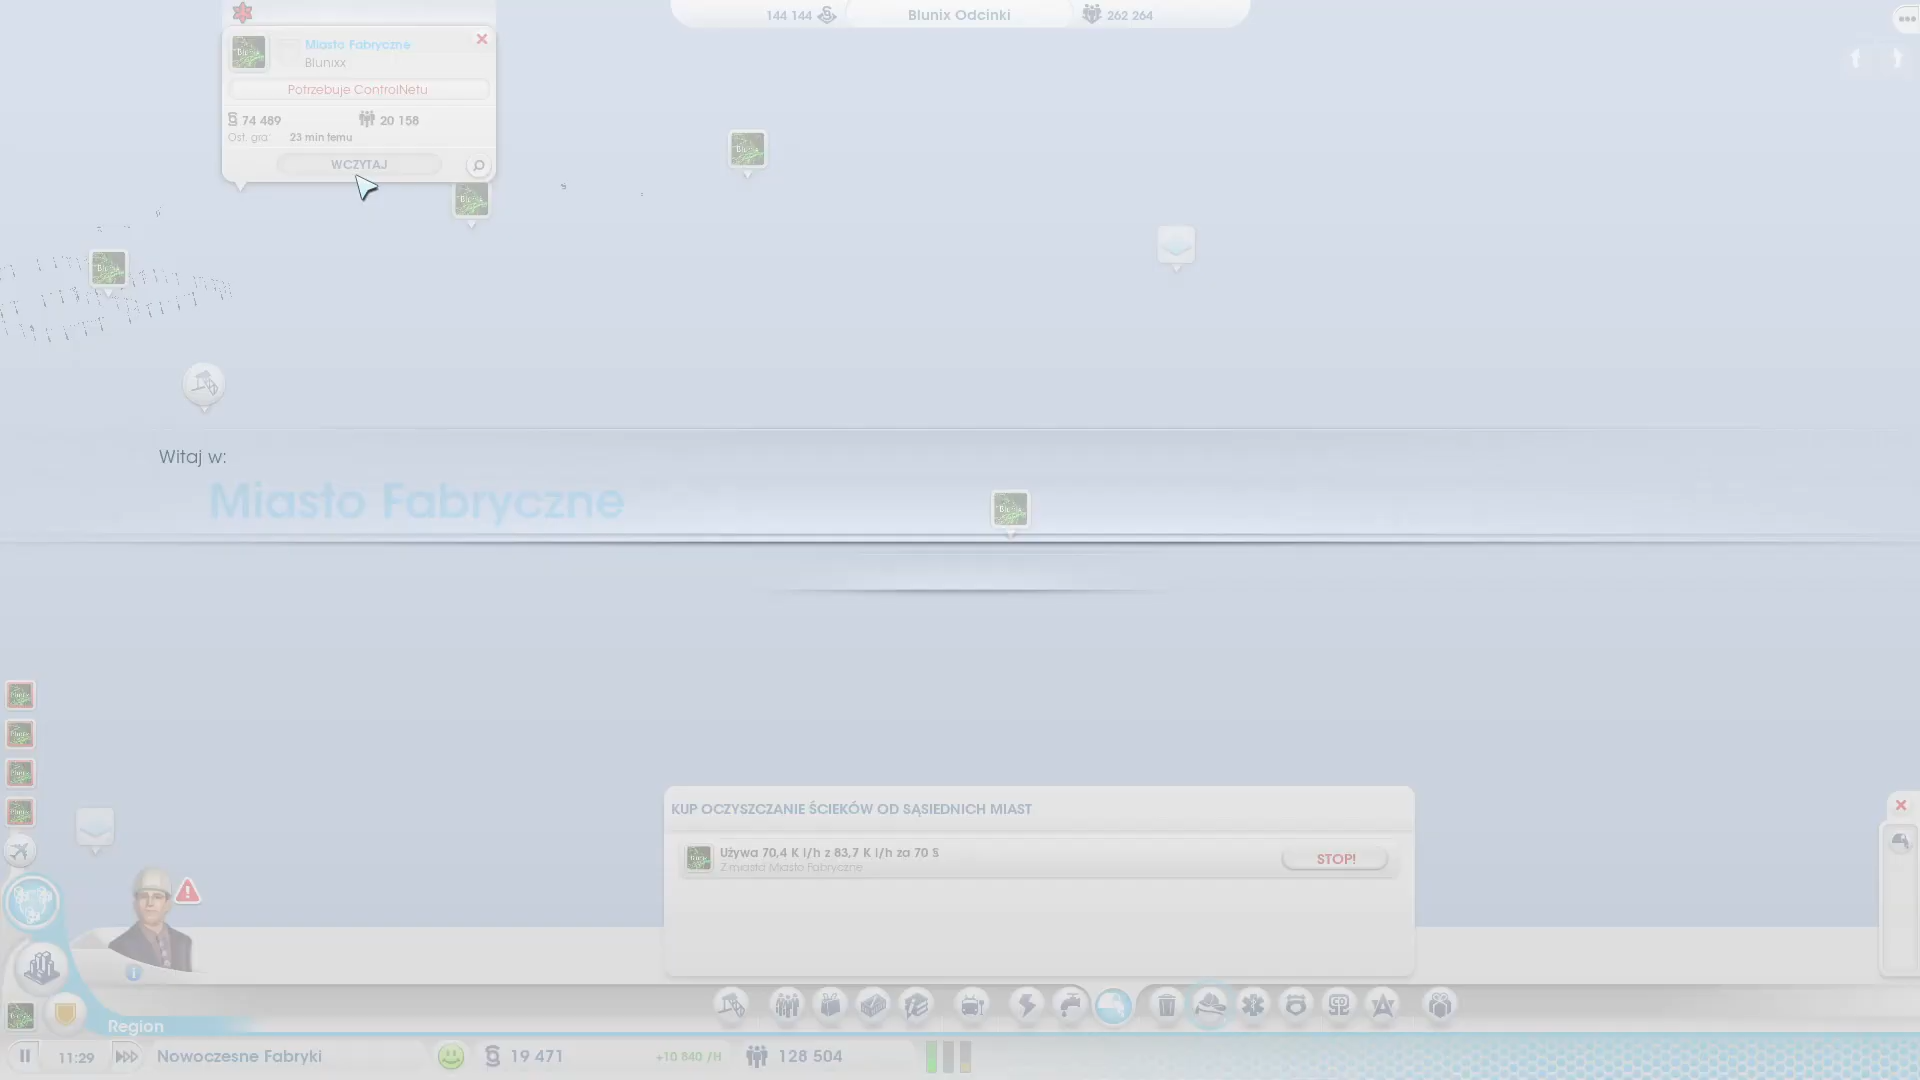 144 144
Blunix Odcinki
262 264
Miasto Fabryczne
Blunixx
Potrzebuje ControlNetu
74 489
20 158
Ost. gra: 23 min temu
WCZYTAJ
Witaj w:
Miasto Fabryczne
KUP OCZYSZCZANIE ŚCIEKÓW OD SĄSIEDNICH MIAST
Używa 70,4 K l/h z 83,7 K l/h za 70 §
Z miasta Miasto Fabryczne
STOP!
Region
11:29
Nowoczesne Fabryki
19 471
+10 840 /H
128 504